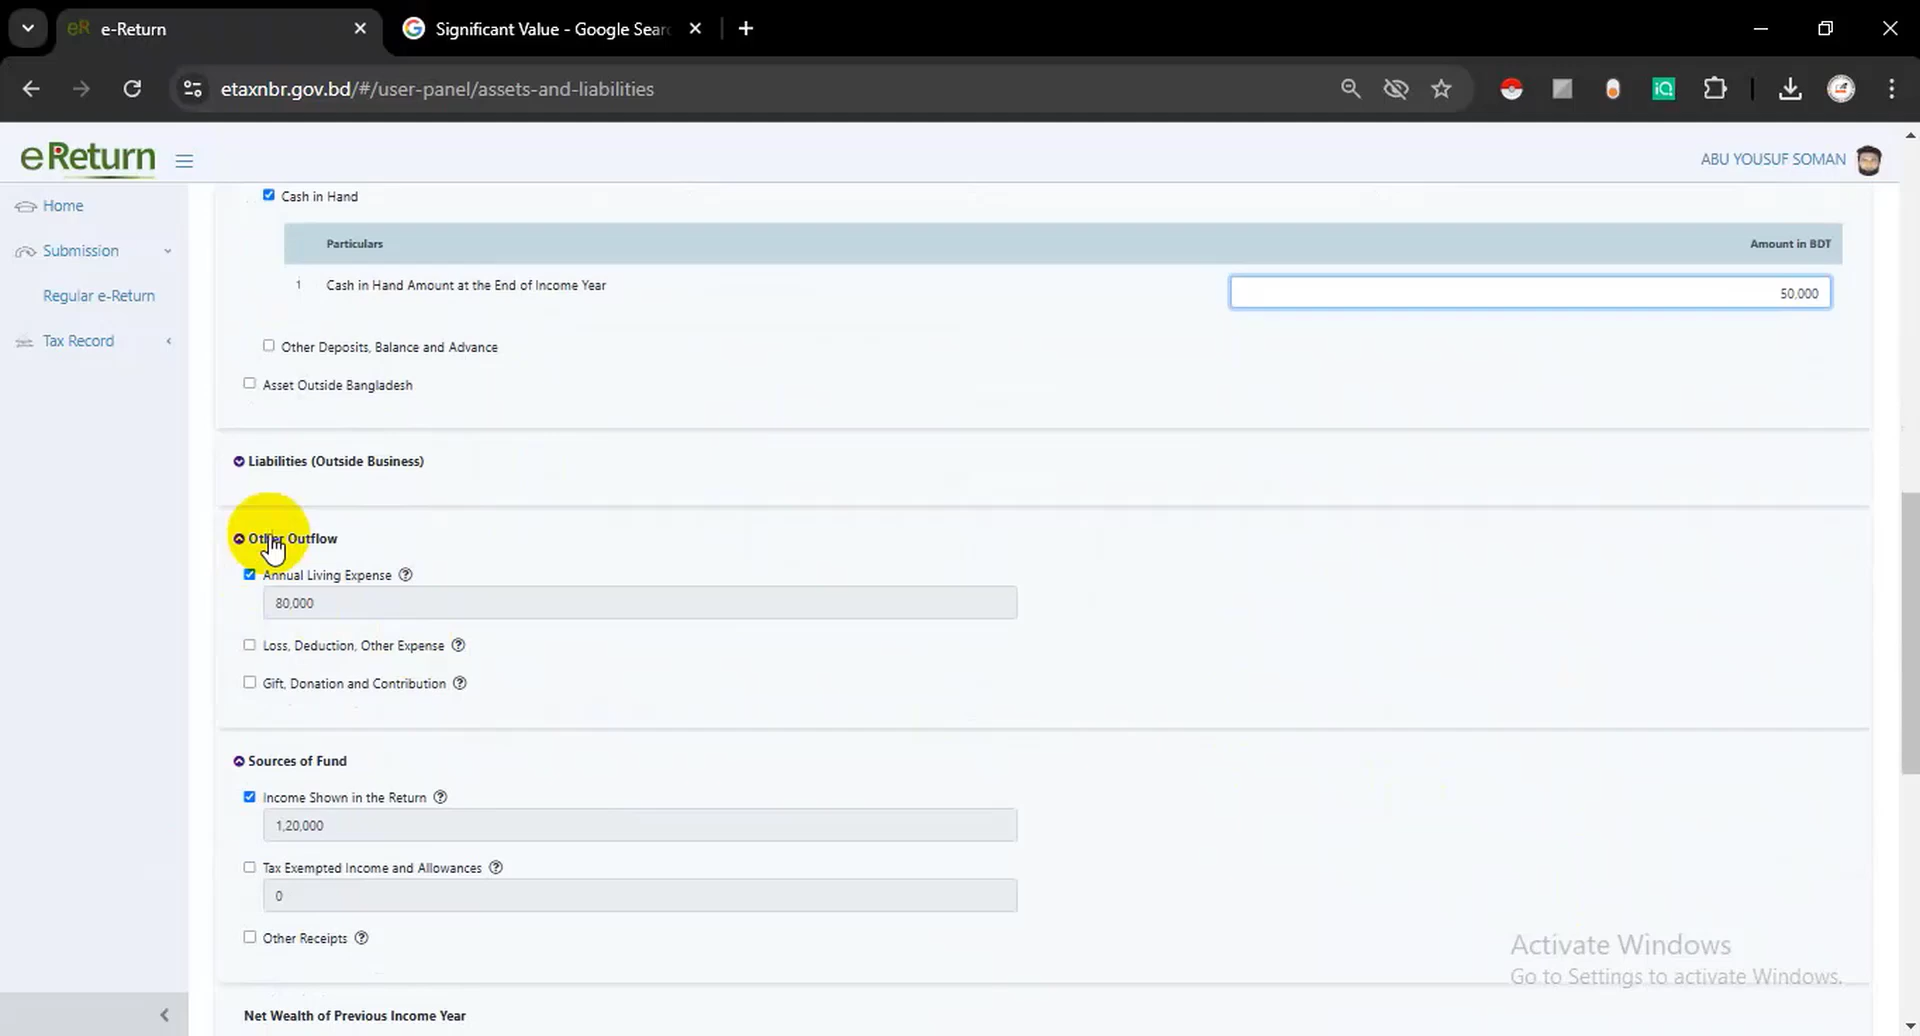 e-Return
Significant Value - Google Sear
etaxnbr.gov.bd/#/user-panel/assets-and-liabilities
eReturn
ABU YOUSUF SOMAN
Home
Submission
Regular e-Return
Tax Record
Cash in Hand
Particulars
Amount in BDT
1 Cash in Hand Amount at the End of Income Year
50,000
Other Deposits, Balance and Advance
Asset Outside Bangladesh
Liabilities (Outside Business)
Other Outflow
Annual Living Expense
80,000
Loss, Deduction, Other Expense
Gift, Donation and Contribution
Sources of Fund
Income Shown in the Return
1,20,000
Tax Exempted Income and Allowances
0
Other Receipts
Net Wealth of Previous Income Year
Activate Windows
Go to Settings to activate Windows.